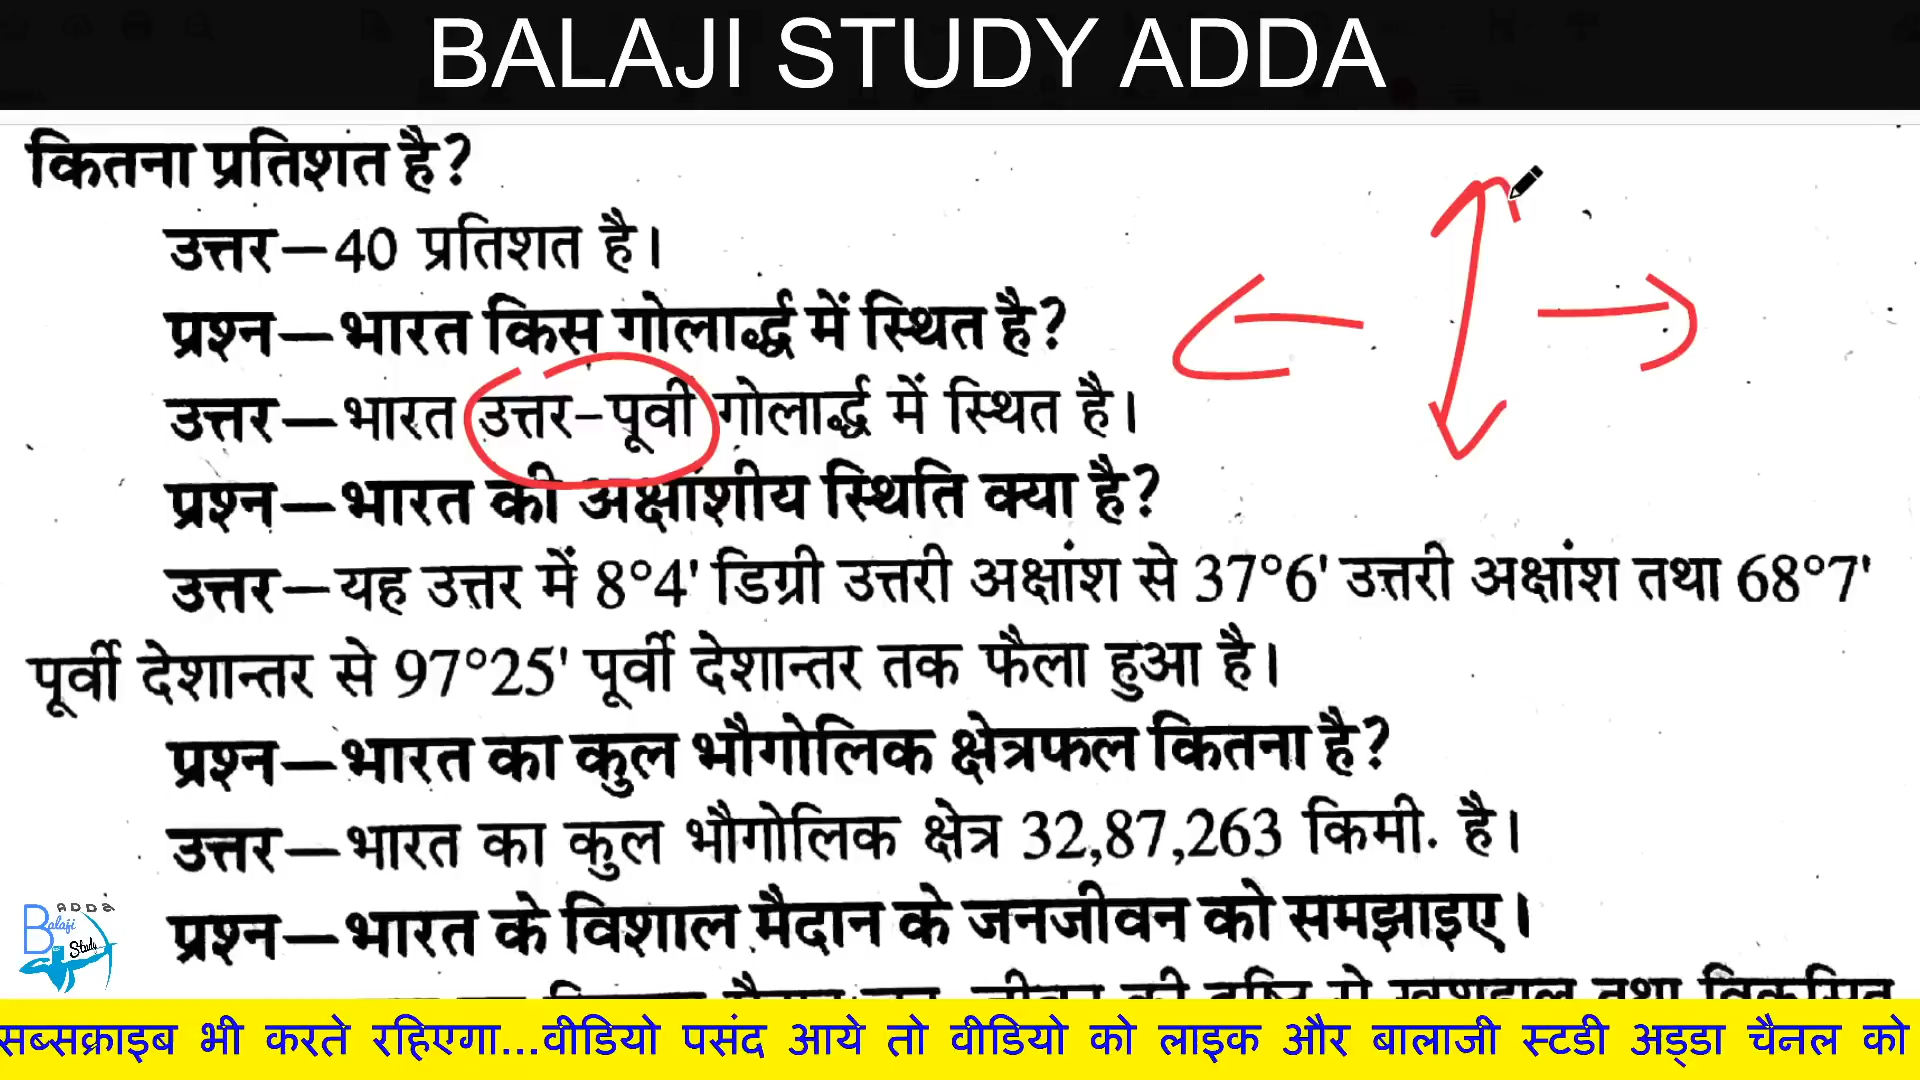 BALAJI STUDY ADDA
कितना प्रतिशत है?
उत्तर—40 प्रतिशत है।
प्रश्न—भारत किस गोलार्द्ध में स्थित है?
उत्तर—भारत उत्तर-पूर्वी गोलार्द्ध में स्थित है।
प्रश्न—भारत की अक्षांशीय स्थिति क्या है?
उत्तर—यह उत्तर में 8°4' डिग्री उत्तरी अक्षांश से 37°6' उत्तरी अक्षांश तथा 68°7'
पूर्वी देशान्तर से 97°25' पूर्वी देशान्तर तक फैला हुआ है।
प्रश्न—भारत का कुल भौगोलिक क्षेत्रफल कितना है?
उत्तर—भारत का कुल भौगोलिक क्षेत्र 32,87,263 किमी. है।
प्रश्न—भारत के विशाल मैदान के जनजीवन को समझाइए।
ADDA
Balaji
Study
सब्सक्राइब भी करते रहिएगा...वीडियो पसंद आये तो वीडियो को लाइक और बालाजी स्टडी अड्डा चैनल को